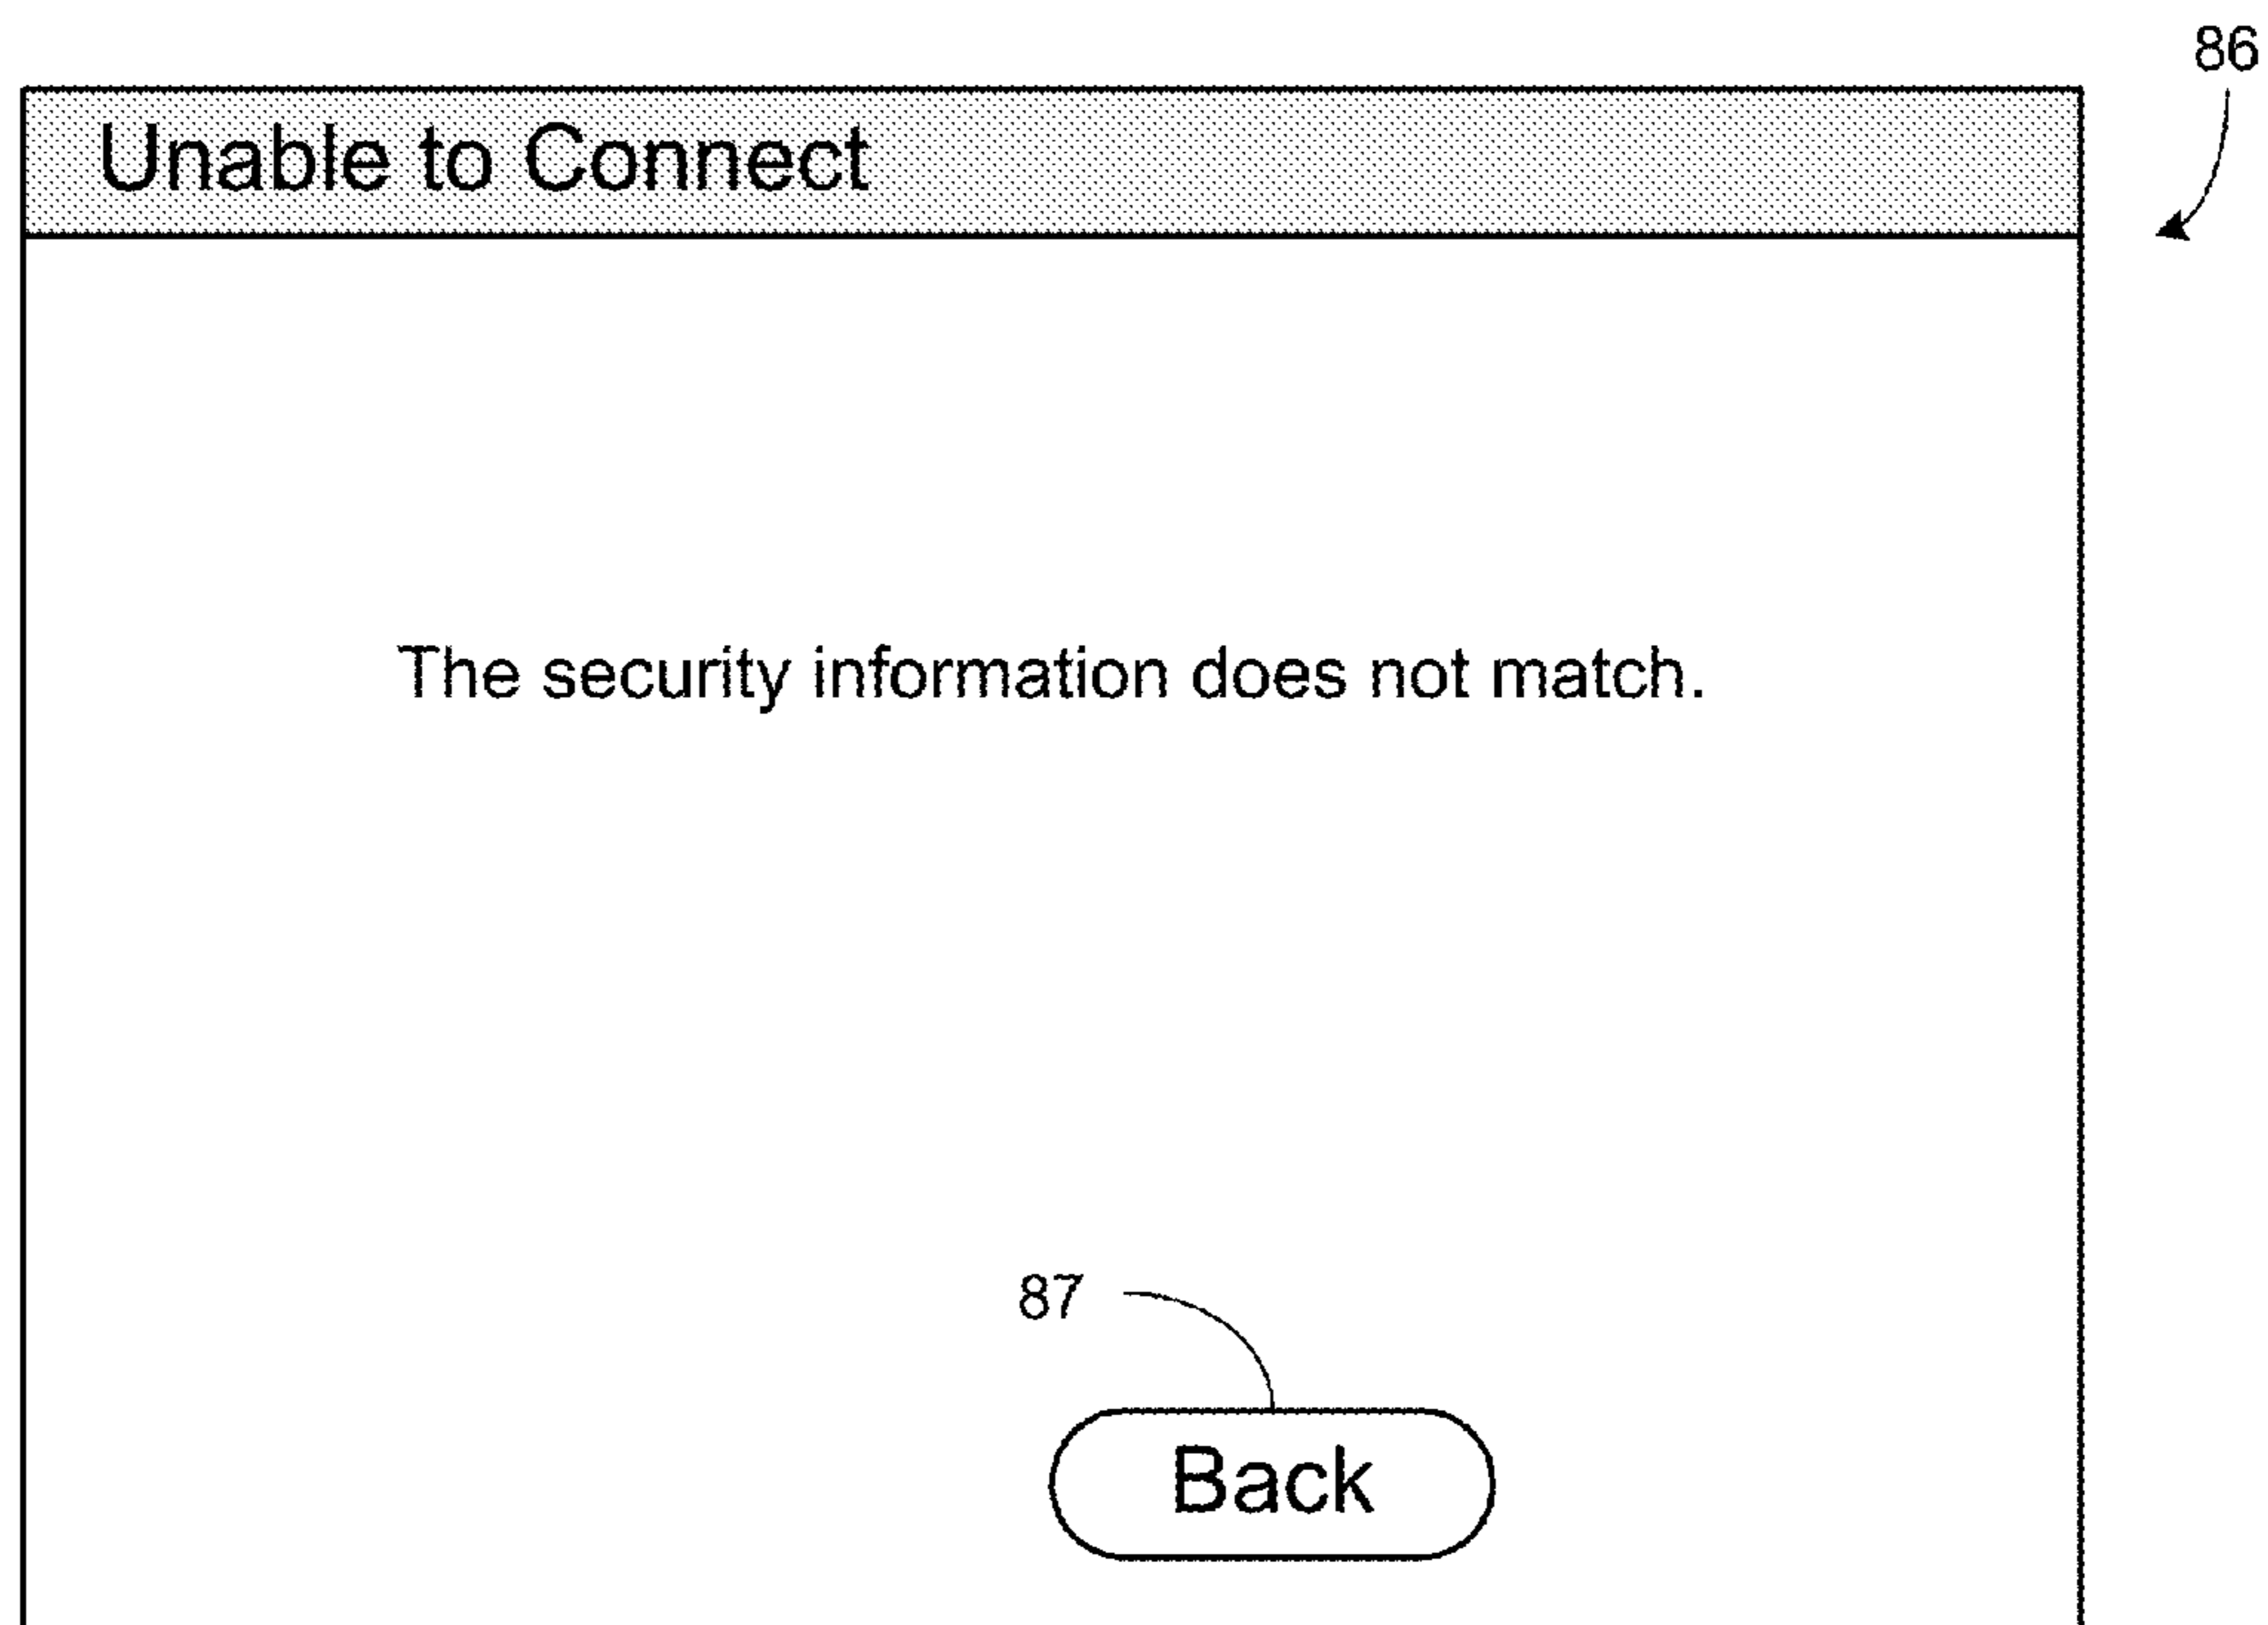 86
Unable to Connect
The security information does not match.
87
Back